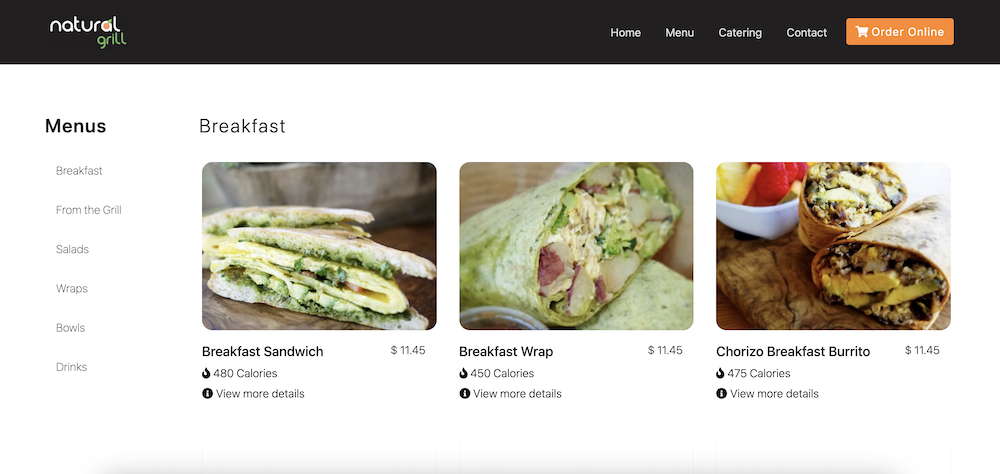 natural
grill
Home Menu Catering Contact Order Online
Menus
Breakfast
From the Grill
Salads
Wraps
Bowls
Drinks
Breakfast
Breakfast Sandwich $ 11.45
480 Calories
View more details
Breakfast Wrap $ 11.45
450 Calories
View more details
Chorizo Breakfast Burrito $ 11.45
475 Calories
View more details